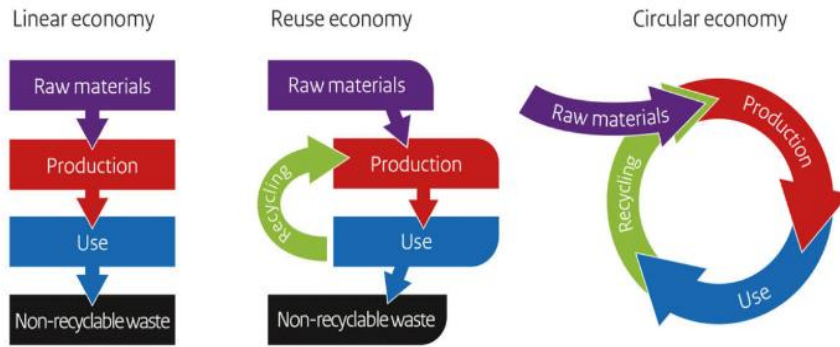 Linear economy
Raw materials
Production
Use
Non-recyclable waste
Reuse economy
Raw materials
Production
Recycling
Use
Non-recyclable waste
Circular economy
Raw materials
Production
Recycling
Use